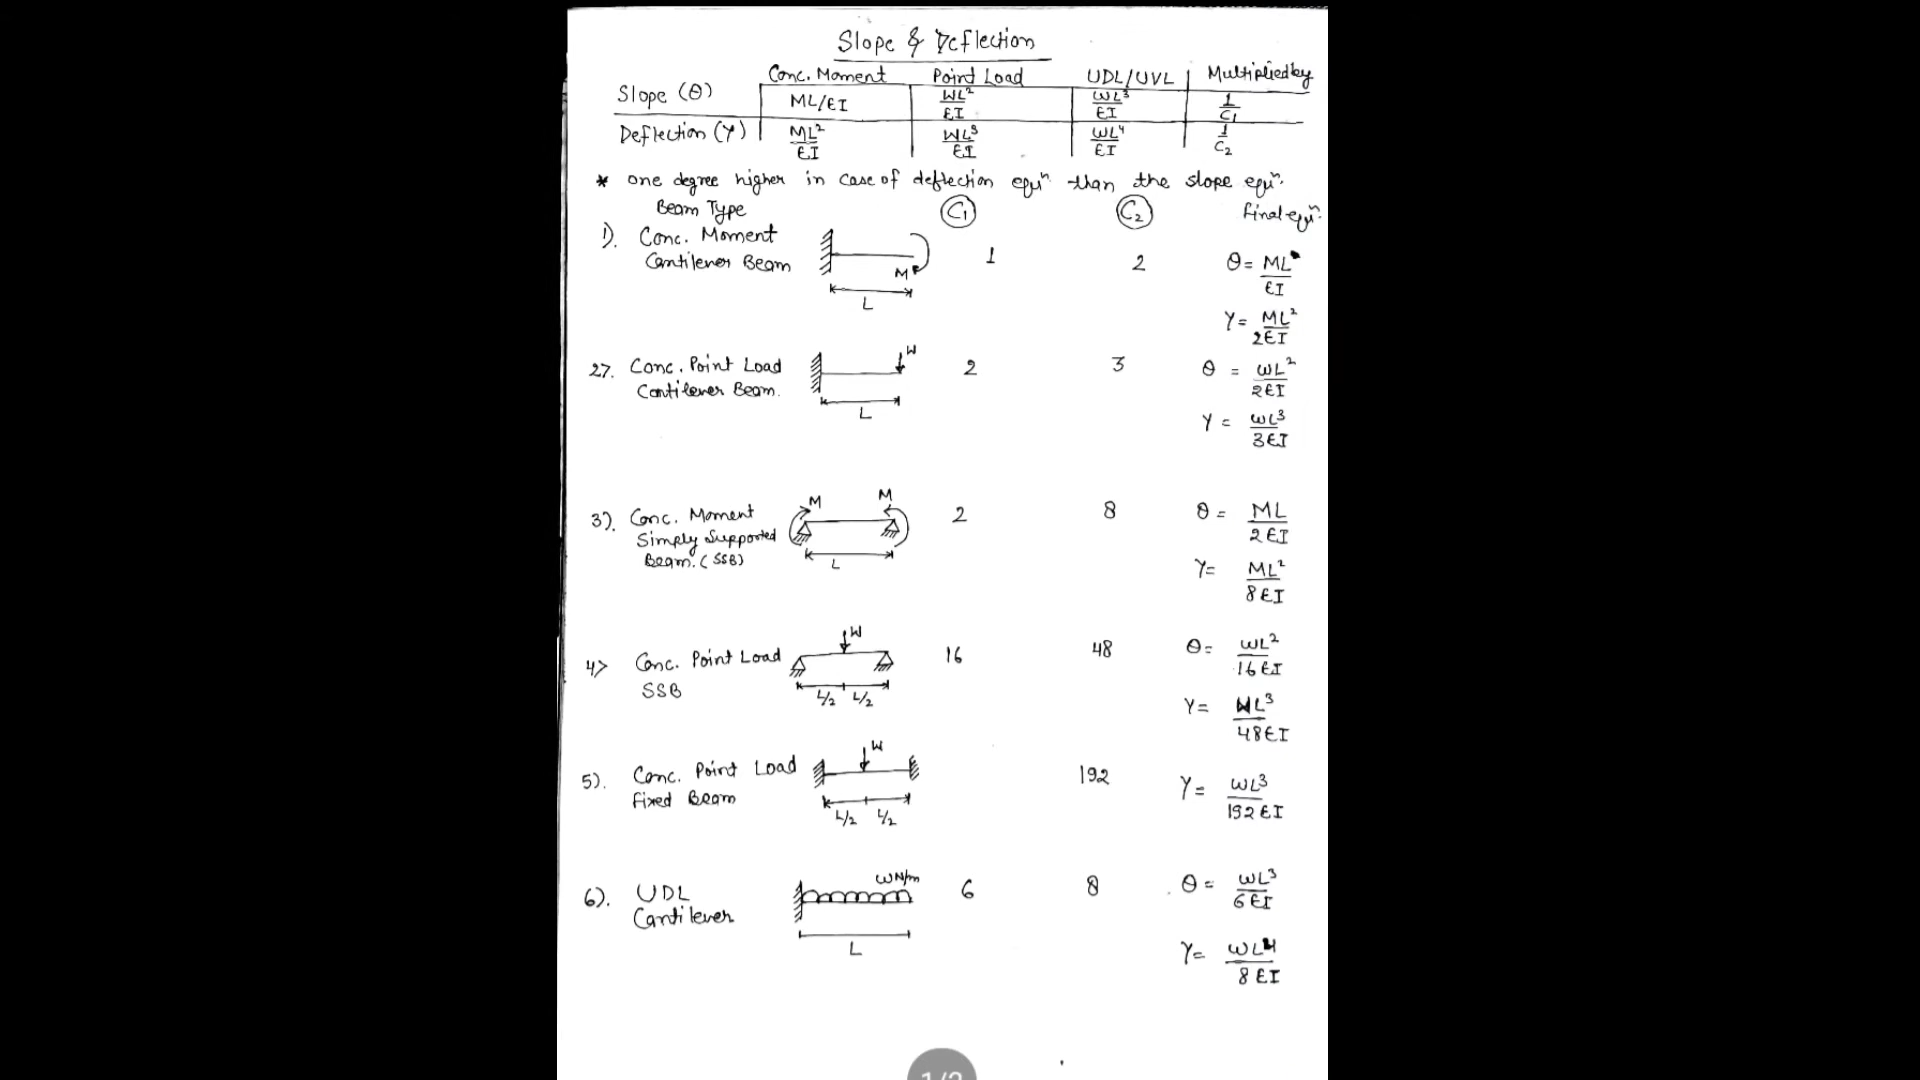 Slope & Deflection
Conc. Moment Point Load UDL/UVL Multiplied by
Slope (θ) ML/EI WL²/EI WL³/EI 1/C₁
Deflection (Y) ML²/EI WL³/EI WL⁴/EI 1/C₂
* one degree higher in case of deflection equⁿ than the slope equⁿ.
Beam Type C₁ C₂ final equⁿ.
1). Conc. Moment
Cantilever Beam M L 1 2 θ = ML/EI
Y = ML²/2EI
2). Conc. Point Load
Cantilever Beam. W L 2 3 θ = WL²/2EI
Y = WL³/3EI
3). Conc. Moment
Simply Supported
Beam. (SSB) M M L 2 8 θ = ML/2EI
Y = ML²/8EI
4) Conc. Point Load
SSB W L/2 L/2 16 48 θ = WL²/16EI
Y = WL³/48EI
5). Conc. Point Load
Fixed Beam W L/2 L/2 192 Y = WL³/192EI
6). UDL
Cantilever WN/m L 6 8 θ = WL³/6EI
Y = WL⁴/8EI